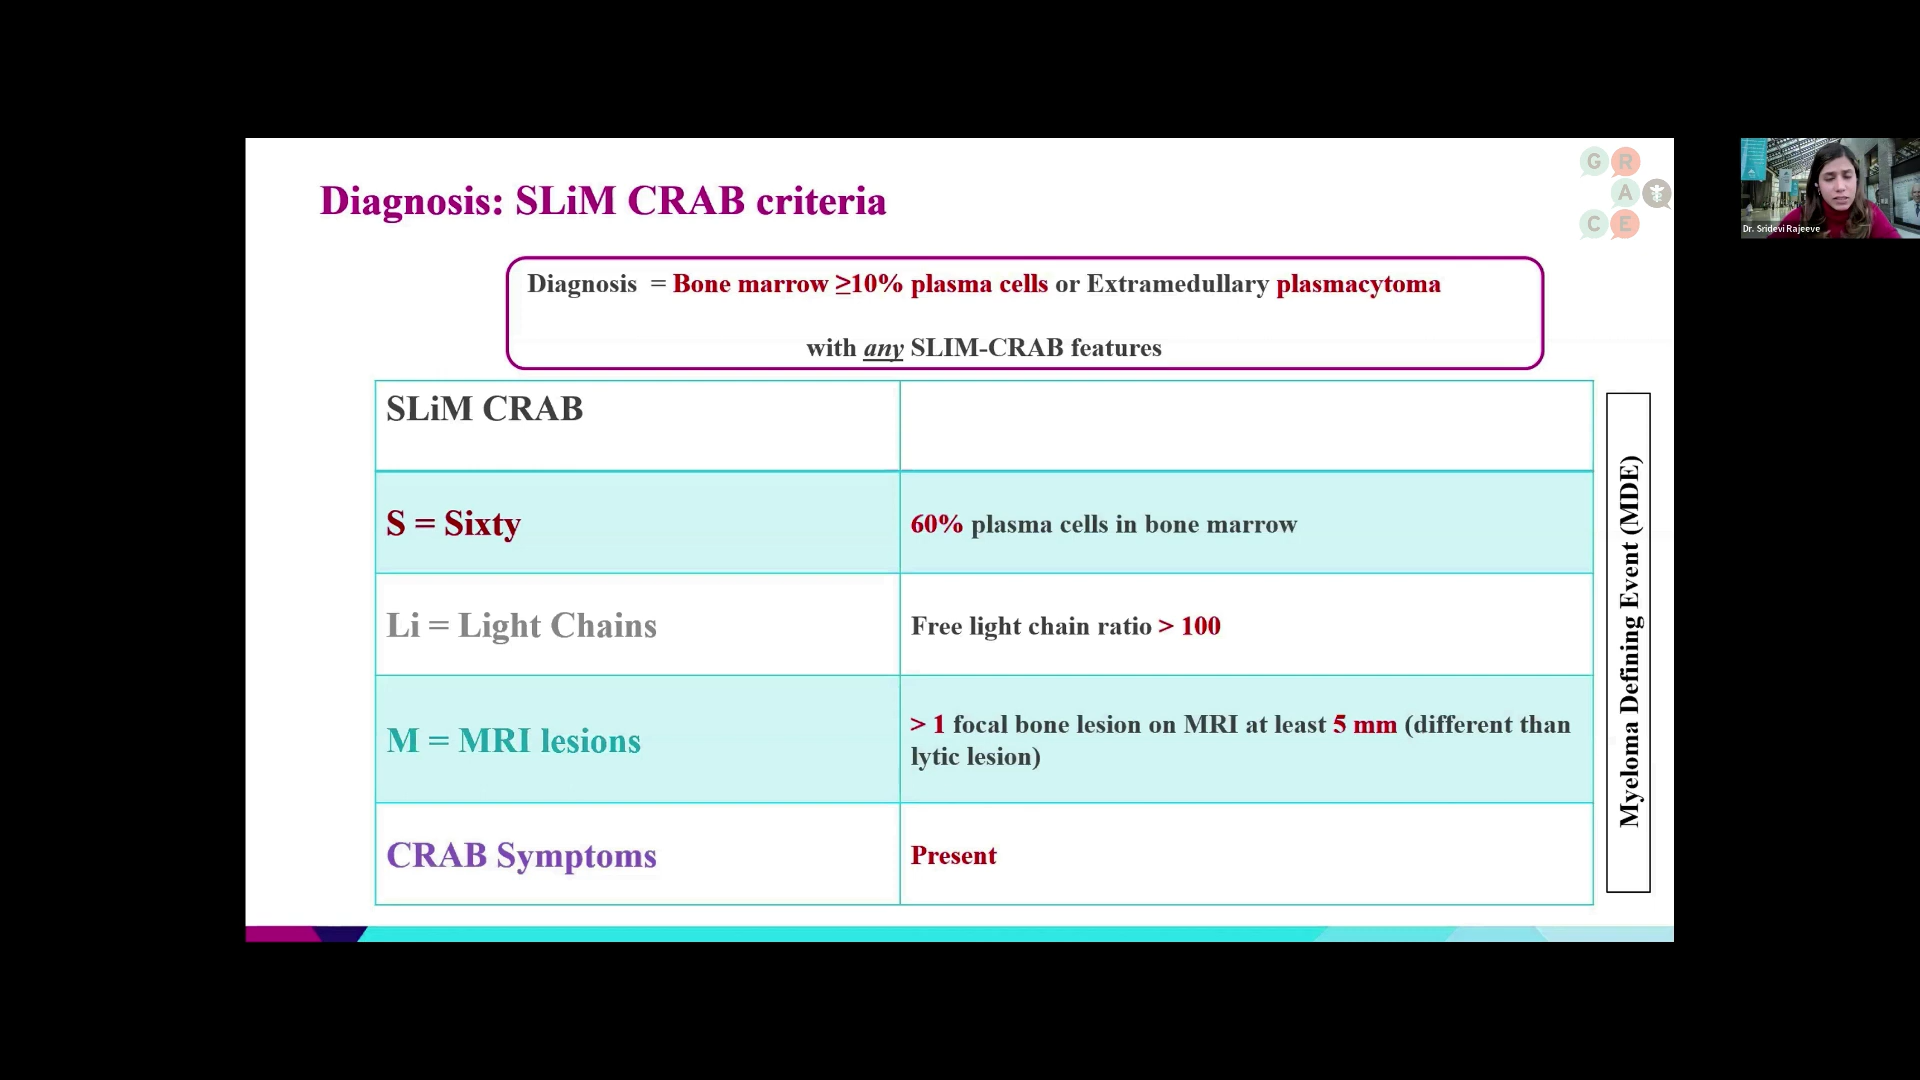 Diagnosis: SLiM CRAB criteria
G R
A
C E
Dr. Sridevi Rajeeve
Diagnosis = Bone marrow ≥10% plasma cells or Extramedullary plasmacytoma
with any SLIM-CRAB features
SLiM CRAB
S = Sixty
60% plasma cells in bone marrow
Li = Light Chains
Free light chain ratio > 100
M = MRI lesions
> 1 focal bone lesion on MRI at least 5 mm (different than
lytic lesion)
CRAB Symptoms
Present
Myeloma Defining Event (MDE)